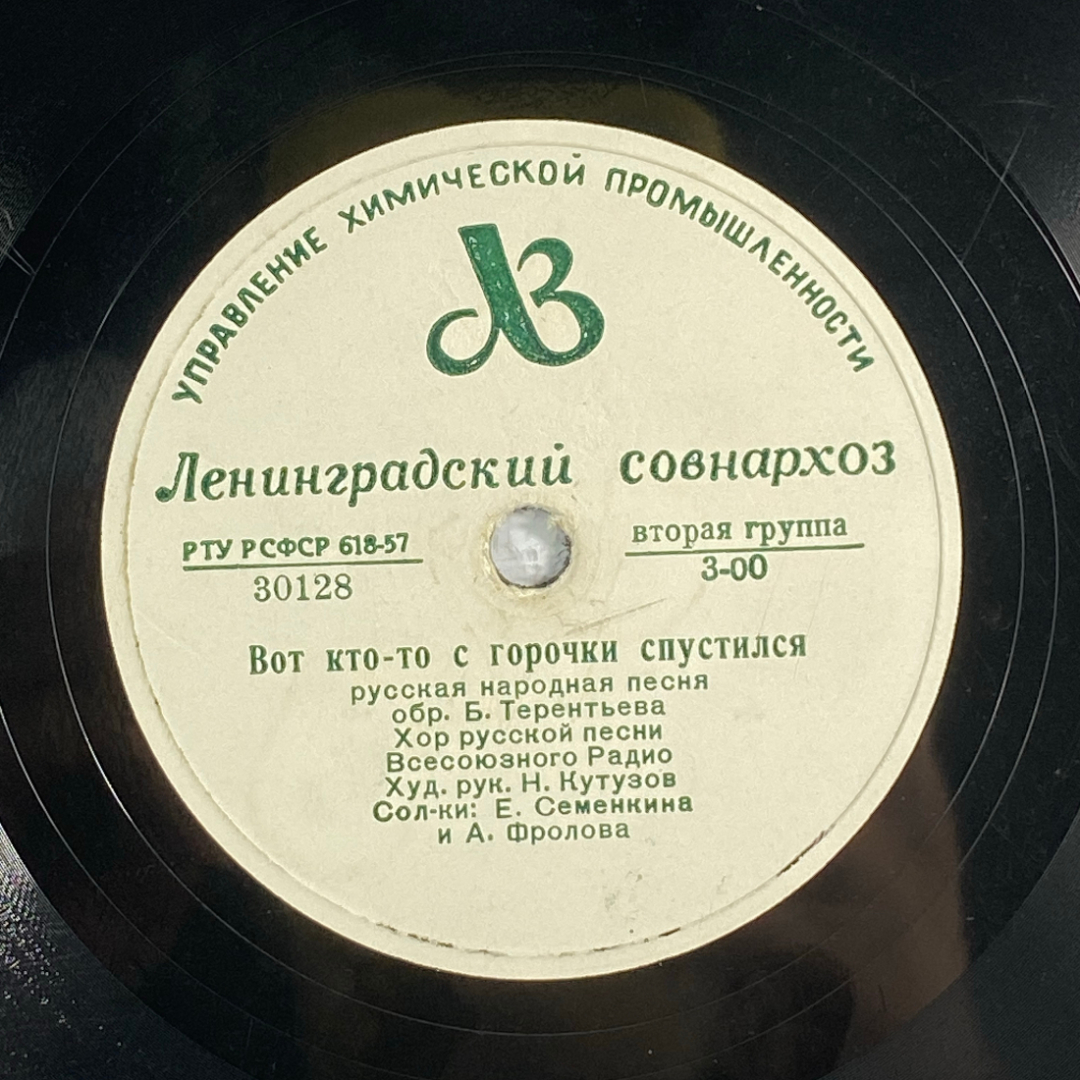 УПРАВЛЕНИЕ ХИМИЧЕСКОЙ ПРОМЫШЛЕННОСТИ
ЛЗ
Ленинградский совнархоз
РТУ РСФСР 618-57
30128
вторая группа
3-00
Вот кто-то с горочки спустился
русская народная песня
обр. Б. Терентьева
Хор русской песни
Всесоюзного Радио
Худ. рук. Н. Кутузов
Сол-ки: Е. Семенкина
и А. Фролова